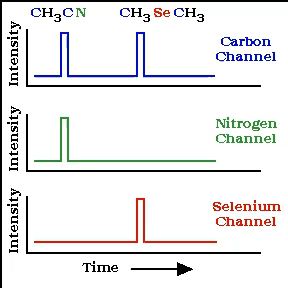 CH3CN CH3SeCH3
Intensity
Carbon
Channel
Intensity
Nitrogen
Channel
Intensity
Selenium
Channel
Time